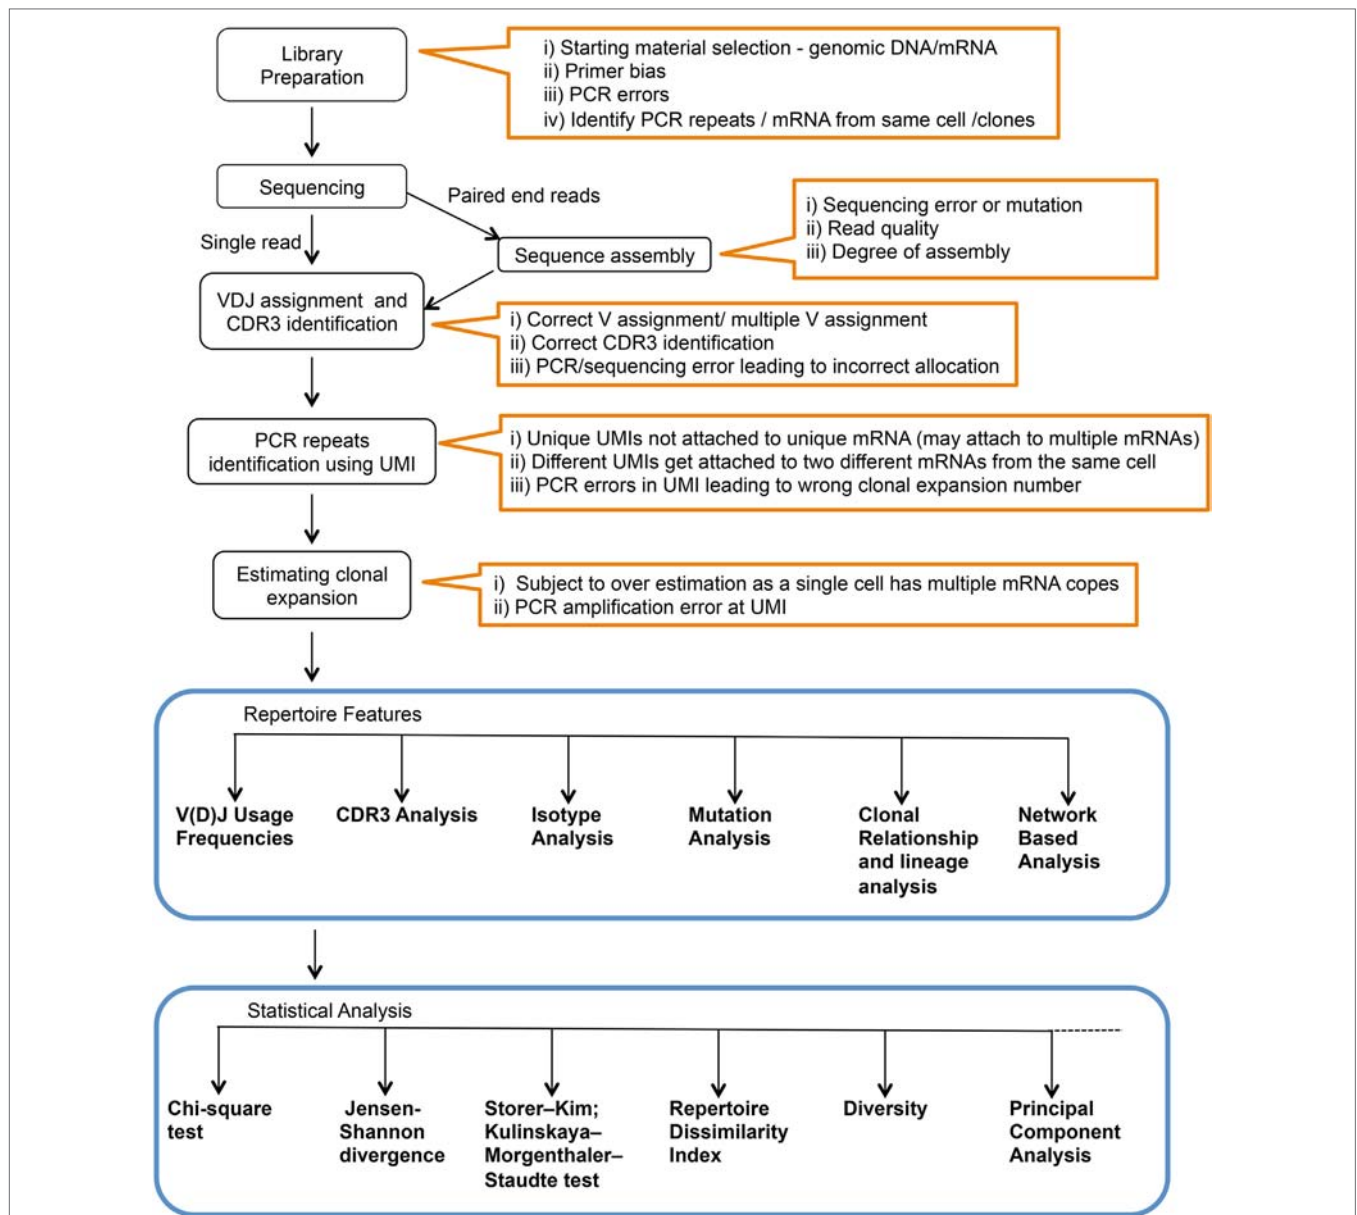 Library
Preparation
i) Starting material selection - genomic DNA/mRNA
ii) Primer bias
iii) PCR errors
iv) Identify PCR repeats / mRNA from same cell /clones
Sequencing
Paired end reads
Single read
Sequence assembly
i) Sequencing error or mutation
ii) Read quality
iii) Degree of assembly
VDJ assignment and
CDR3 identification
i) Correct V assignment/ multiple V assignment
ii) Correct CDR3 identification
iii) PCR/sequencing error leading to incorrect allocation
PCR repeats
identification using UMI
i) Unique UMIs not attached to unique mRNA (may attach to multiple mRNAs)
ii) Different UMIs get attached to two different mRNAs from the same cell
iii) PCR errors in UMI leading to wrong clonal expansion number
Estimating clonal
expansion
i) Subject to over estimation as a single cell has multiple mRNA copes
ii) PCR amplification error at UMI
Repertoire Features
V(D)J Usage
Frequencies
CDR3 Analysis
Isotype
Analysis
Mutation
Analysis
Clonal
Relationship
and lineage
analysis
Network
Based
Analysis
Statistical Analysis
Chi-square
test
Jensen-
Shannon
divergence
Storer–Kim;
Kulinskaya–
Morgenthaler–
Staudte test
Repertoire
Dissimilarity
Index
Diversity
Principal
Component
Analysis